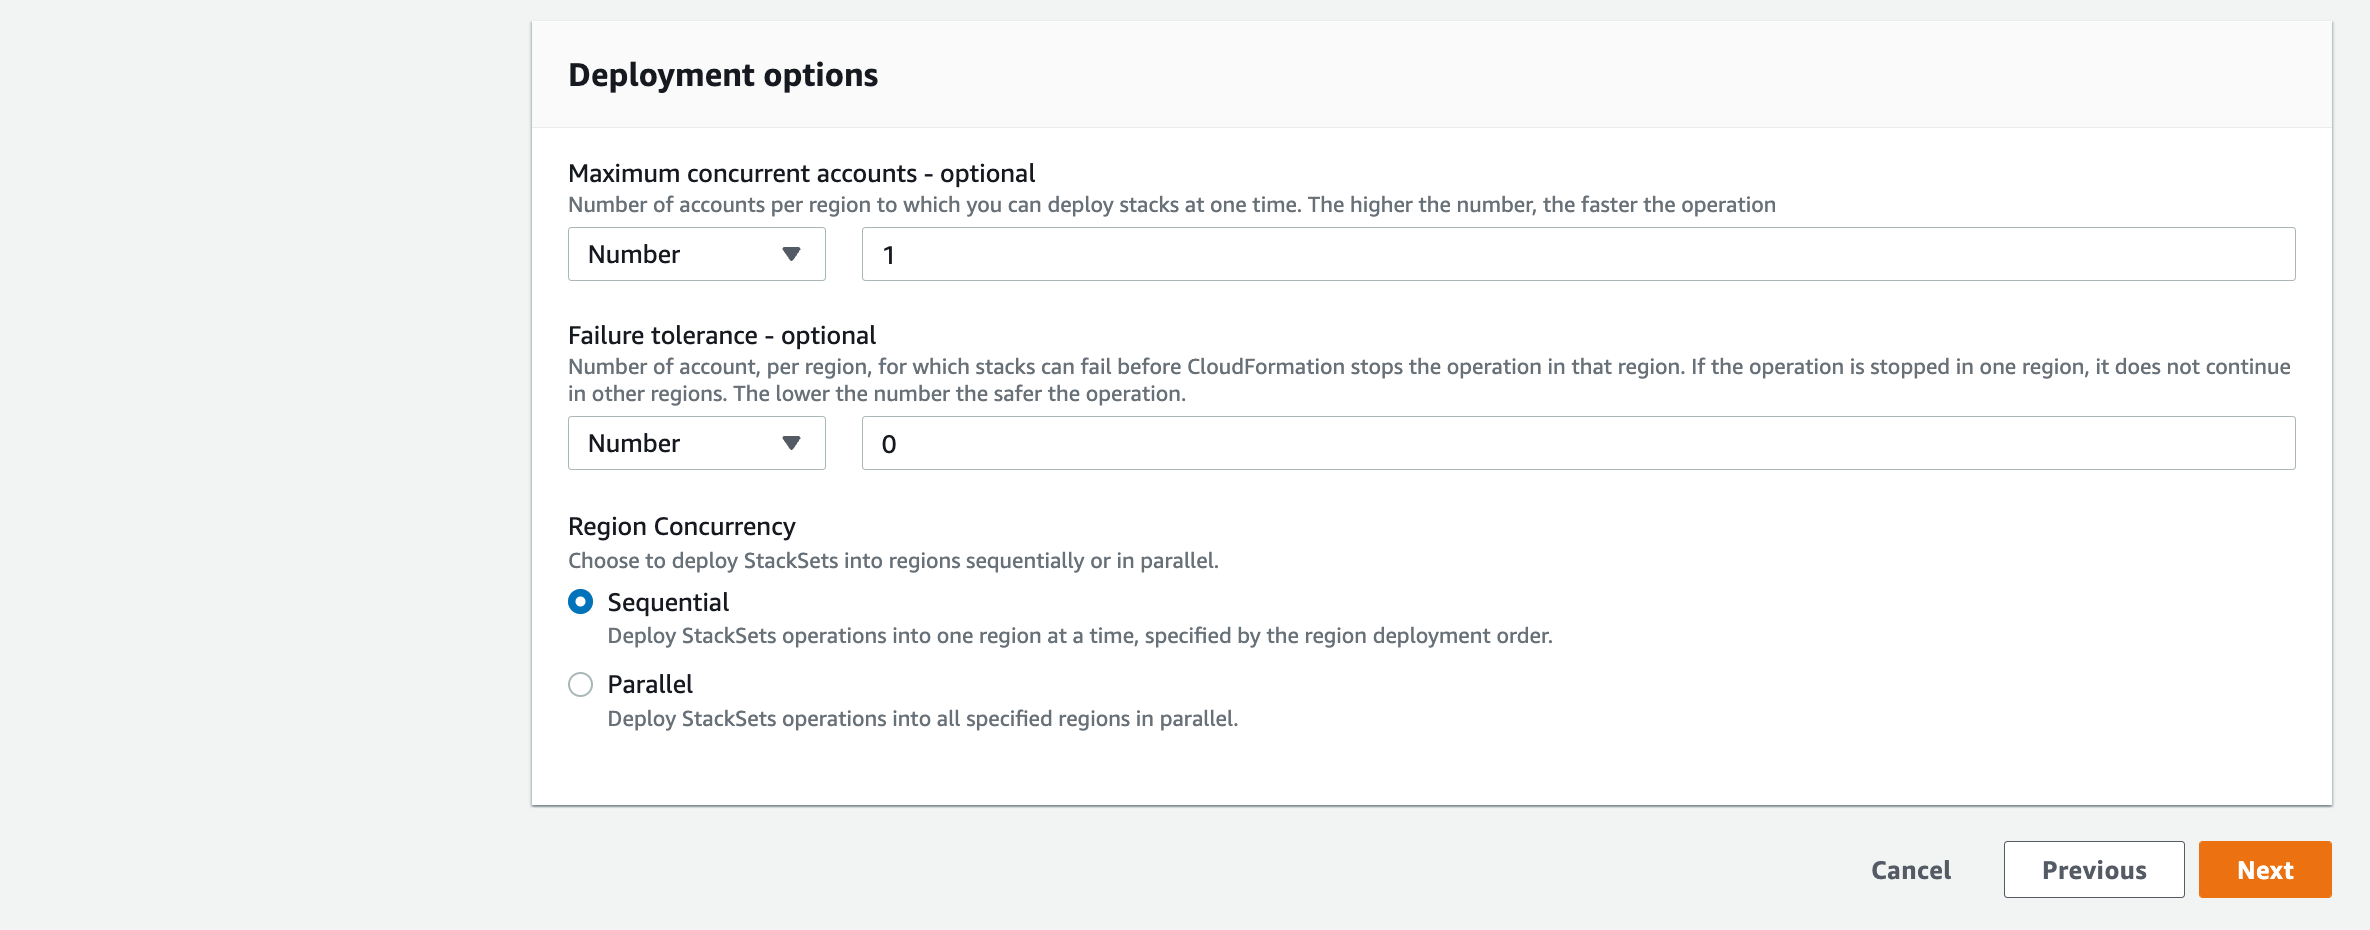 Deployment options
Maximum concurrent accounts - optional
Number of accounts per region to which you can deploy stacks at one time. The higher the number, the faster the operation
Number
1
Failure tolerance - optional
Number of account, per region, for which stacks can fail before CloudFormation stops the operation in that region. If the operation is stopped in one region, it does not continue
in other regions. The lower the number the safer the operation.
Number
0
Region Concurrency
Choose to deploy StackSets into regions sequentially or in parallel.
Sequential
Deploy StackSets operations into one region at a time, specified by the region deployment order.
Parallel
Deploy StackSets operations into all specified regions in parallel.
Cancel
Previous
Next